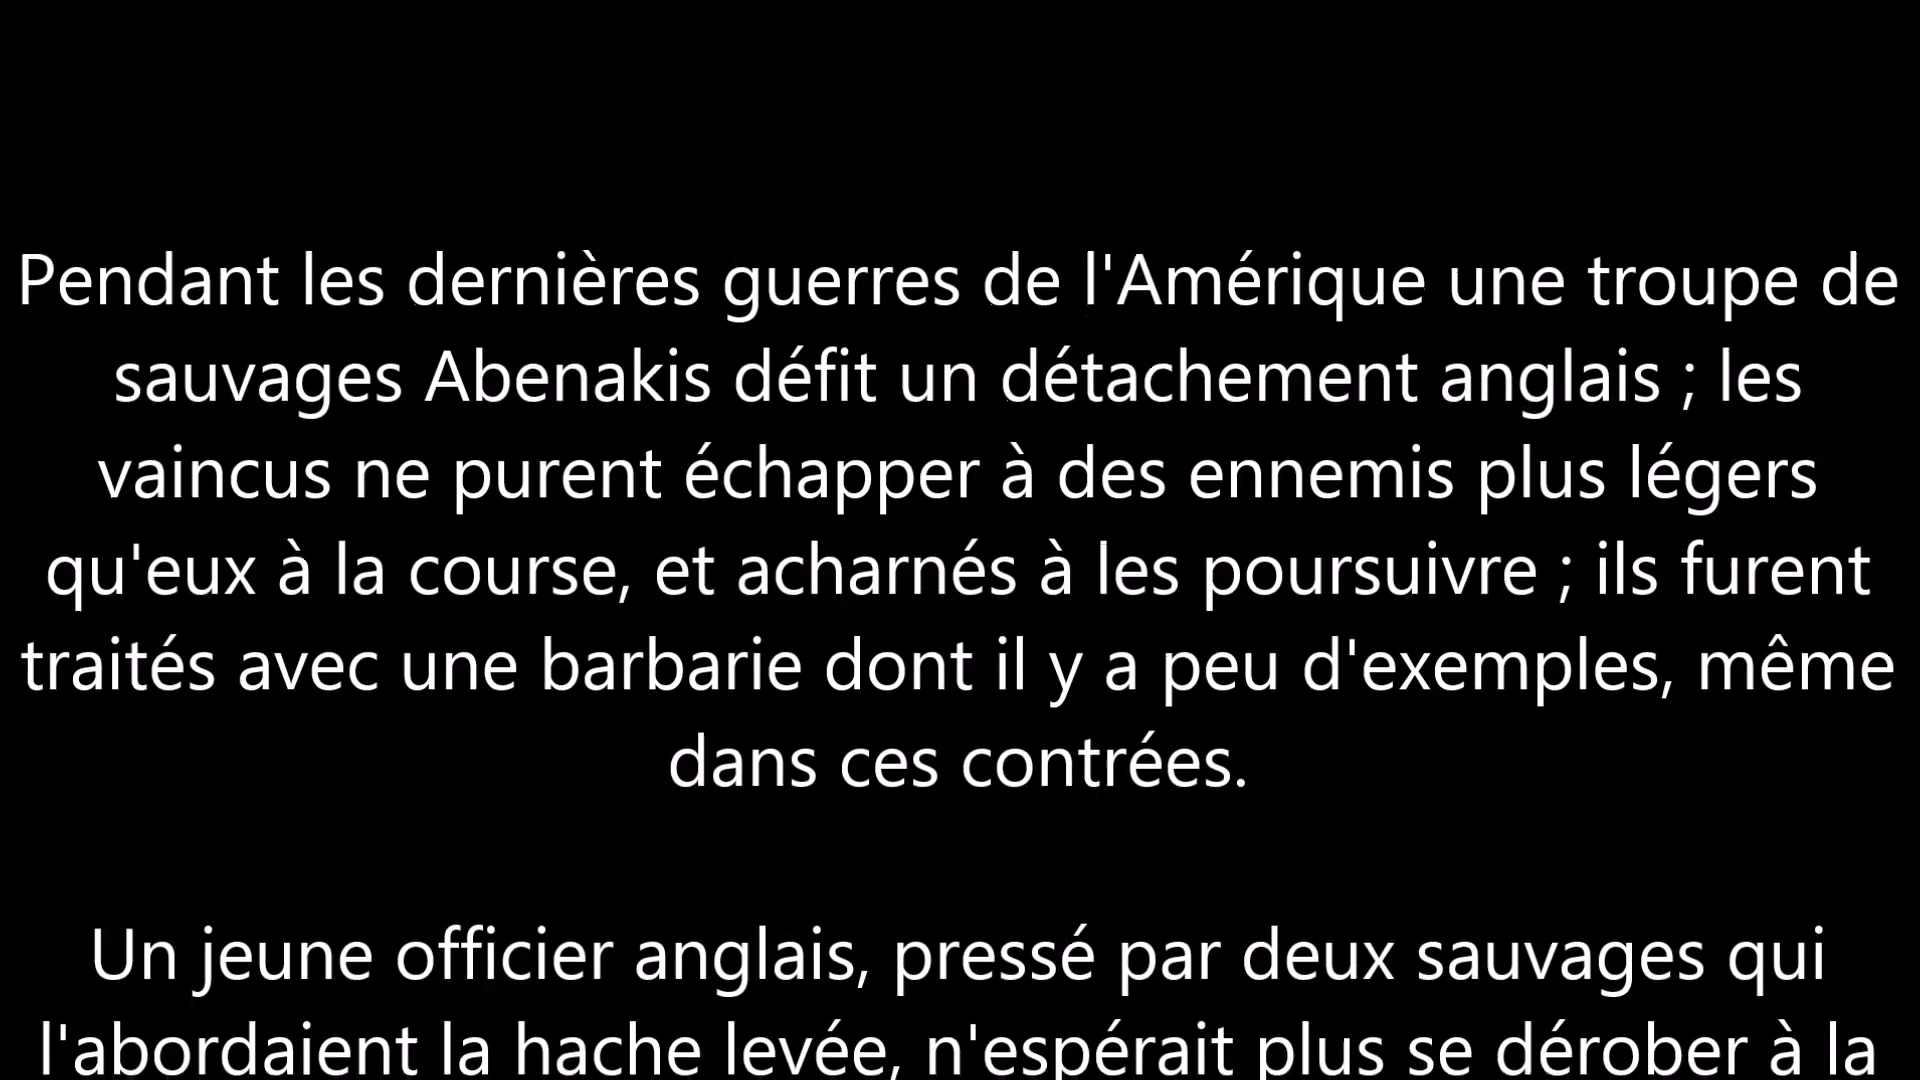 Pendant les dernières guerres de l'Amérique une troupe de
sauvages Abenakis défit un détachement anglais ; les
vaincus ne purent échapper à des ennemis plus légers
qu'eux à la course, et acharnés à les poursuivre ; ils furent
traités avec une barbarie dont il y a peu d'exemples, même
dans ces contrées.
Un jeune officier anglais, pressé par deux sauvages qui
l'abordaient la hache levée, n'espérait plus se dérober à la